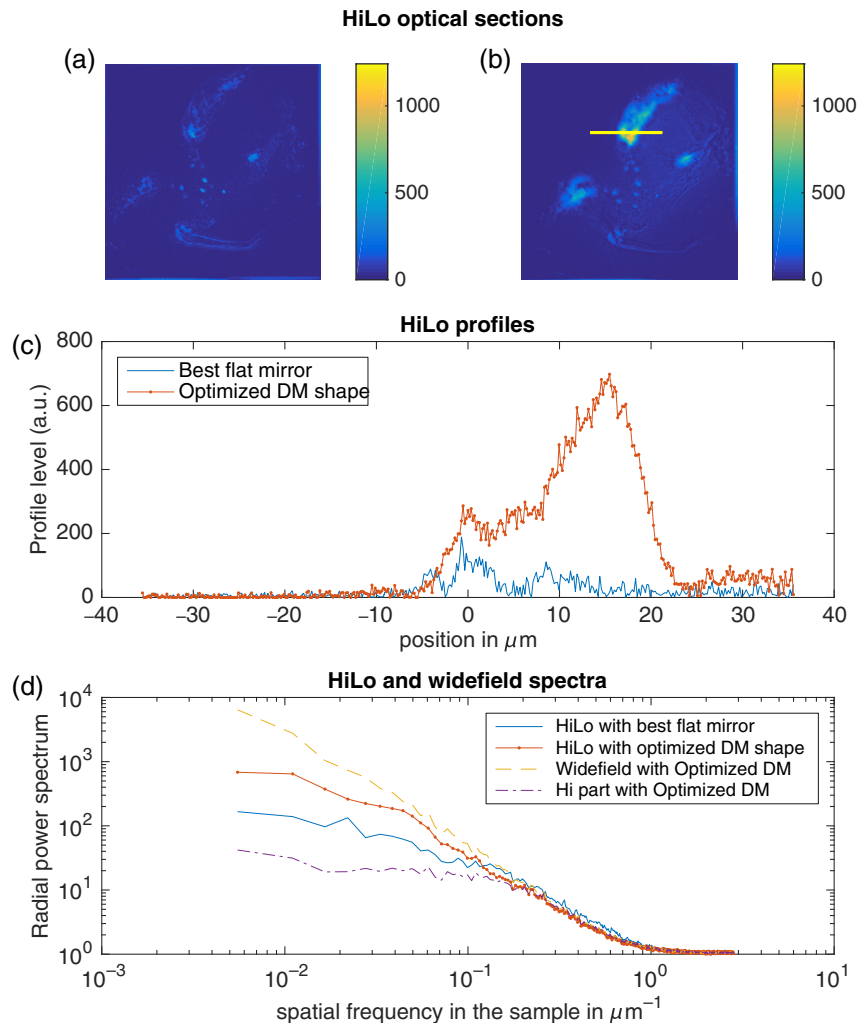 HiLo optical sections
(a)
(b)
1000
500
0
1000
500
0
HiLo profiles
(c)
800
600
400
200
0
Profile level (a.u.)
Best flat mirror
Optimized DM shape
−40 −30 −20 −10 0 10 20 30 40
position in μm
HiLo and widefield spectra
(d)
10^4
10^3
10^2
10^1
10^0
Radial power spectrum
HiLo with best flat mirror
HiLo with optimized DM shape
Widefield with Optimized DM
Hi part with Optimized DM
10^−3 10^−2 10^−1 10^0 10^1
spatial frequency in the sample in μm^−1